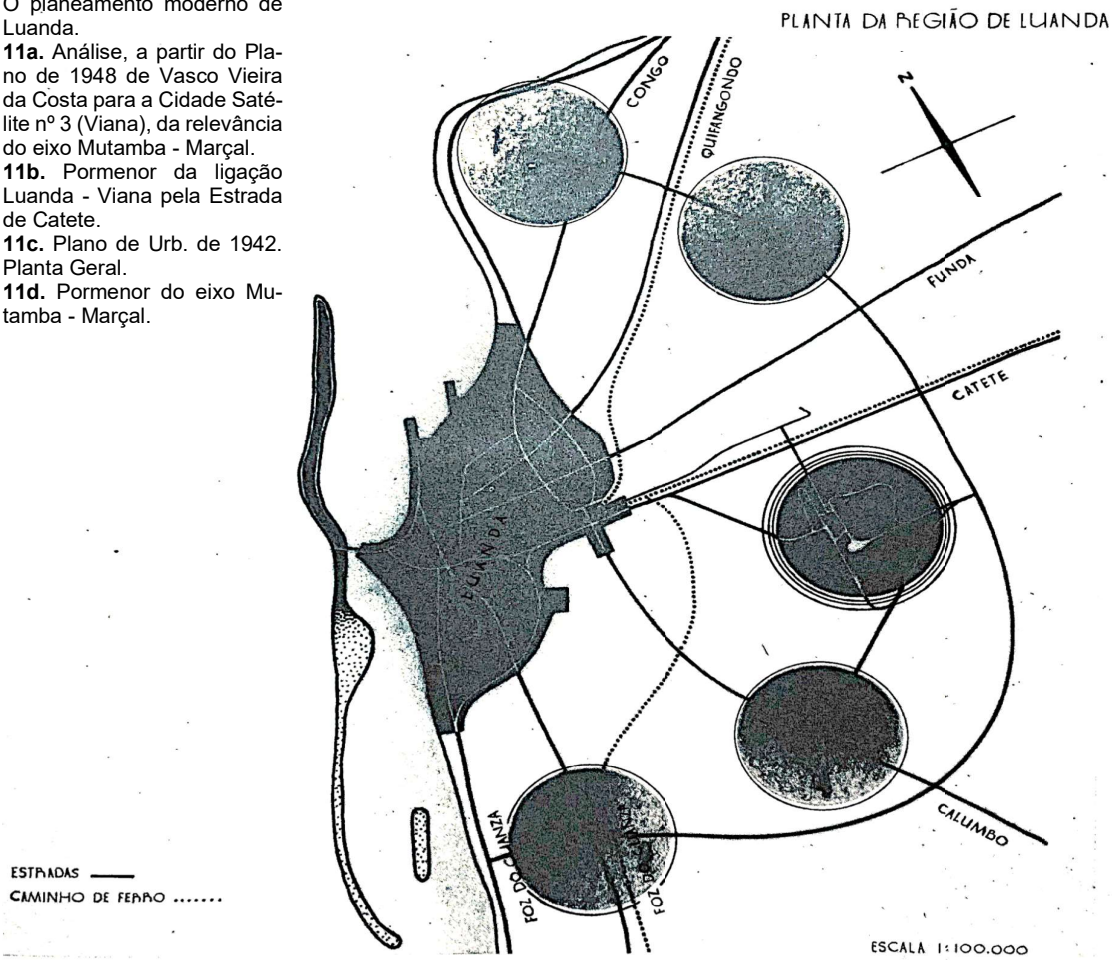 O planeamento moderno de
Luanda.
11a. Análise, a partir do Pla-
no de 1948 de Vasco Vieira
da Costa para a Cidade Saté-
lite nº 3 (Viana), da relevância
do eixo Mutamba - Marçal.
11b. Pormenor da ligação
Luanda - Viana pela Estrada
de Catete.
11c. Plano de Urb. de 1942.
Planta Geral.
11d. Pormenor do eixo Mu-
tamba - Marçal.
PLANTA DA REGIÃO DE LUANDA
N
CONGO
QUIFANGONDO
FUNDA
CATETE
LUANDA
CALUMBO
FOZ DO CUANZA
FOZ DO
ESTRADAS
CAMINHO DE FERRO .......
ESCALA 1:100.000